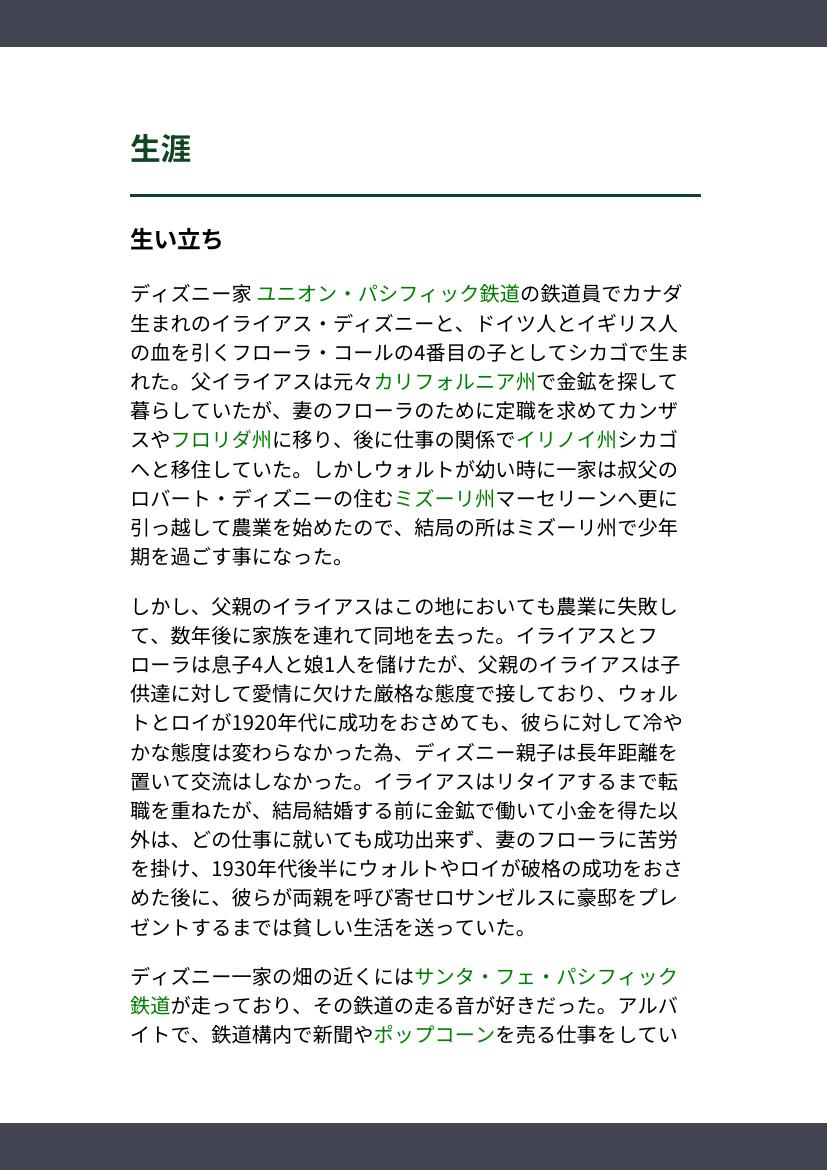 生涯
生い立ち
ディズニー家 ユニオン・パシフィック鉄道の鉄道員でカナダ
生まれのイライアス・ディズニーと、ドイツ人とイギリス人
の血を引くフローラ・コールの4番目の子としてシカゴで生ま
れた。父イライアスは元々カリフォルニア州で金鉱を探して
暮らしていたが、妻のフローラのために定職を求めてカンザ
スやフロリダ州に移り、後に仕事の関係でイリノイ州シカゴ
へと移住していた。しかしウォルトが幼い時に一家は叔父の
ロバート・ディズニーの住むミズーリ州マーセリーンへ更に
引っ越して農業を始めたので、結局の所はミズーリ州で少年
期を過ごす事になった。
しかし、父親のイライアスはこの地においても農業に失敗し
て、数年後に家族を連れて同地を去った。イライアスとフ
ローラは息子4人と娘1人を儲けたが、父親のイライアスは子
供達に対して愛情に欠けた厳格な態度で接しており、ウォル
トとロイが1920年代に成功をおさめても、彼らに対して冷や
かな態度は変わらなかった為、ディズニー親子は長年距離を
置いて交流はしなかった。イライアスはリタイアするまで転
職を重ねたが、結局結婚する前に金鉱で働いて小金を得た以
外は、どの仕事に就いても成功出来ず、妻のフローラに苦労
を掛け、1930年代後半にウォルトやロイが破格の成功をおさ
めた後に、彼らが両親を呼び寄せロサンゼルスに豪邸をプレ
ゼントするまでは貧しい生活を送っていた。
ディズニー一家の畑の近くにはサンタ・フェ・パシフィック
鉄道が走っており、その鉄道の走る音が好きだった。アルバ
イトで、鉄道構内で新聞やポップコーンを売る仕事をしてい